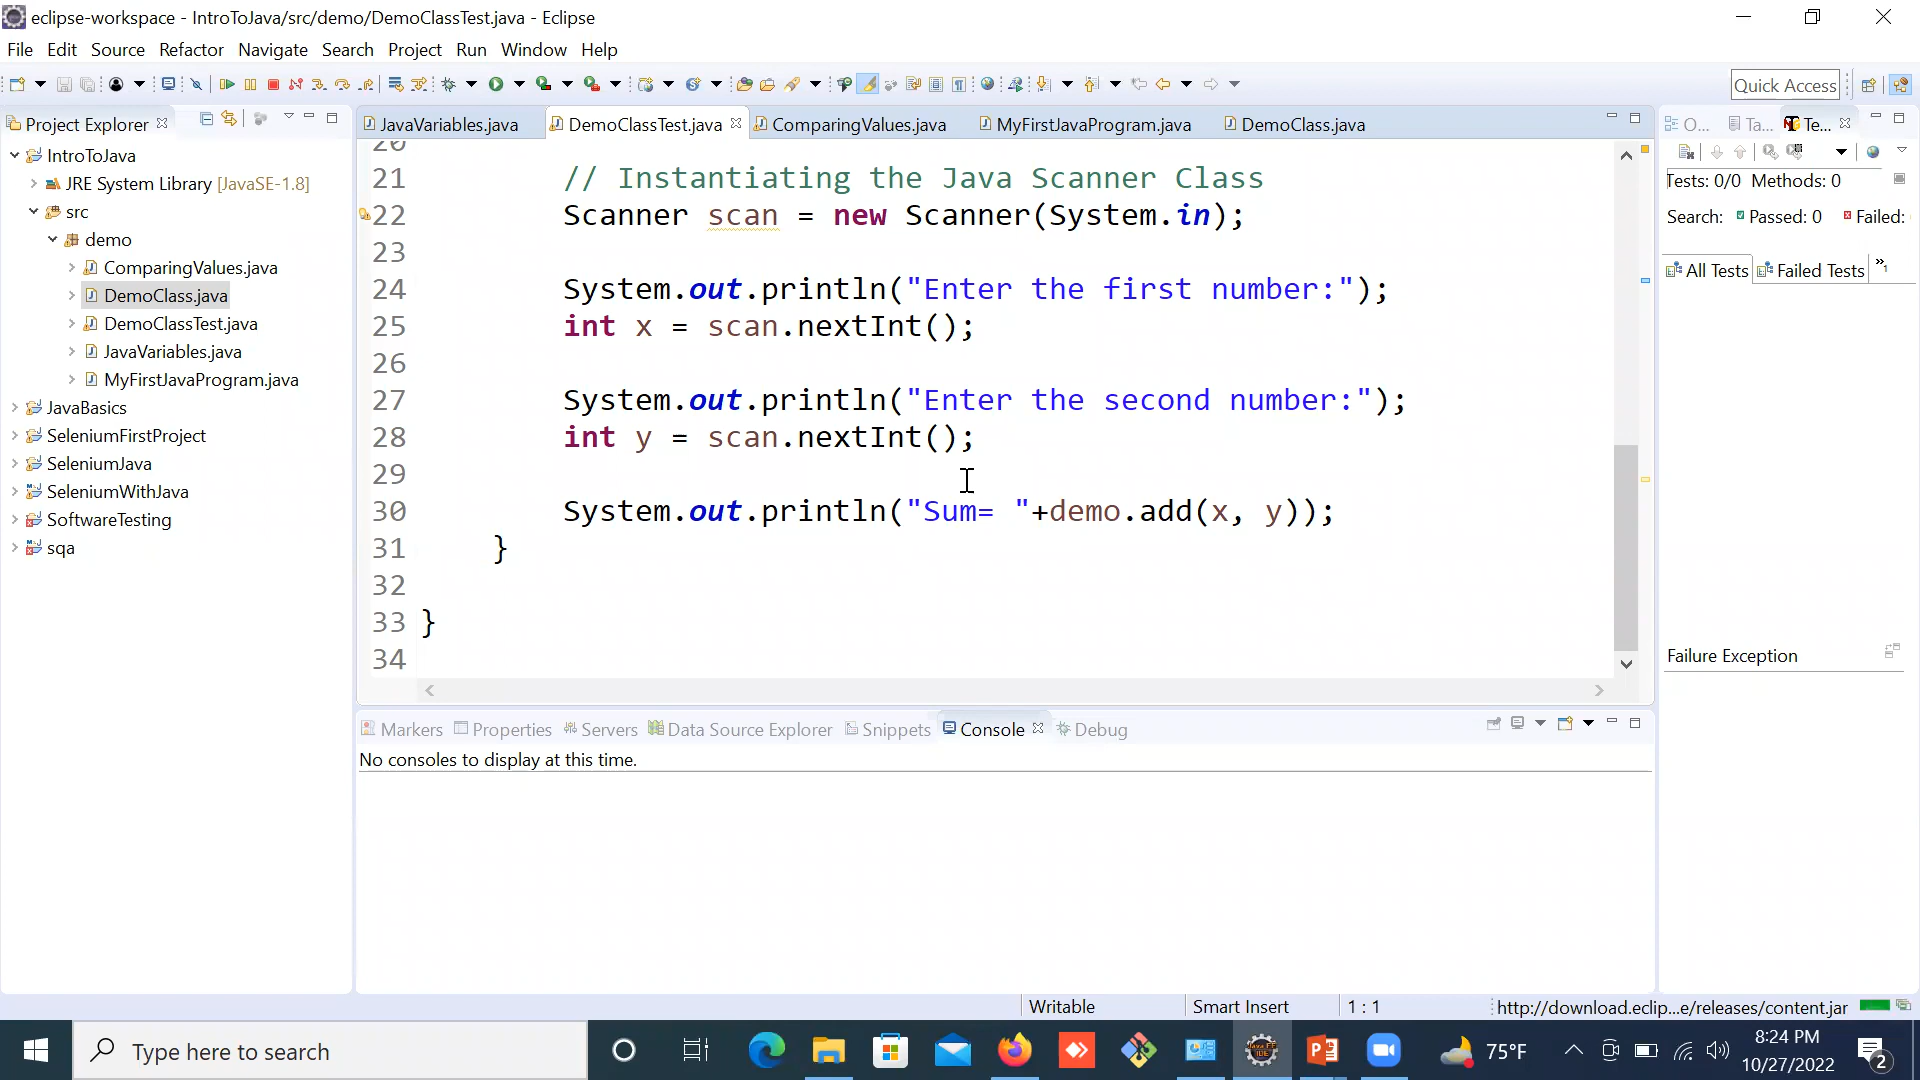 eclipse-workspace - IntroToJava/src/demo/DemoClassTest.java - Eclipse
File Edit Source Refactor Navigate Search Project Run Window Help
Quick Access
Project Explorer
IntroToJava
JRE System Library [JavaSE-1.8]
src
demo
ComparingValues.java
DemoClass.java
DemoClassTest.java
JavaVariables.java
MyFirstJavaProgram.java
JavaBasics
SeleniumFirstProject
SeleniumJava
SeleniumWithJava
SoftwareTesting
sqa
JavaVariables.java DemoClassTest.java ComparingValues.java MyFirstJavaProgram.java DemoClass.java
20
21 // Instantiating the Java Scanner Class
22 Scanner scan = new Scanner(System.in);
23
24 System.out.println("Enter the first number:");
25 int x = scan.nextInt();
26
27 System.out.println("Enter the second number:");
28 int y = scan.nextInt();
29
30 System.out.println("Sum= "+demo.add(x, y));
31 }
32
33 }
34
O... Ta... Te...
Tests: 0/0 Methods: 0
Search: Passed: 0 Failed:
All Tests Failed Tests »1
Failure Exception
Markers Properties Servers Data Source Explorer Snippets Console Debug
No consoles to display at this time.
Writable Smart Insert 1 : 1 http://download.eclip...e/releases/content.jar
Type here to search
75°F
8:24 PM
10/27/2022
2